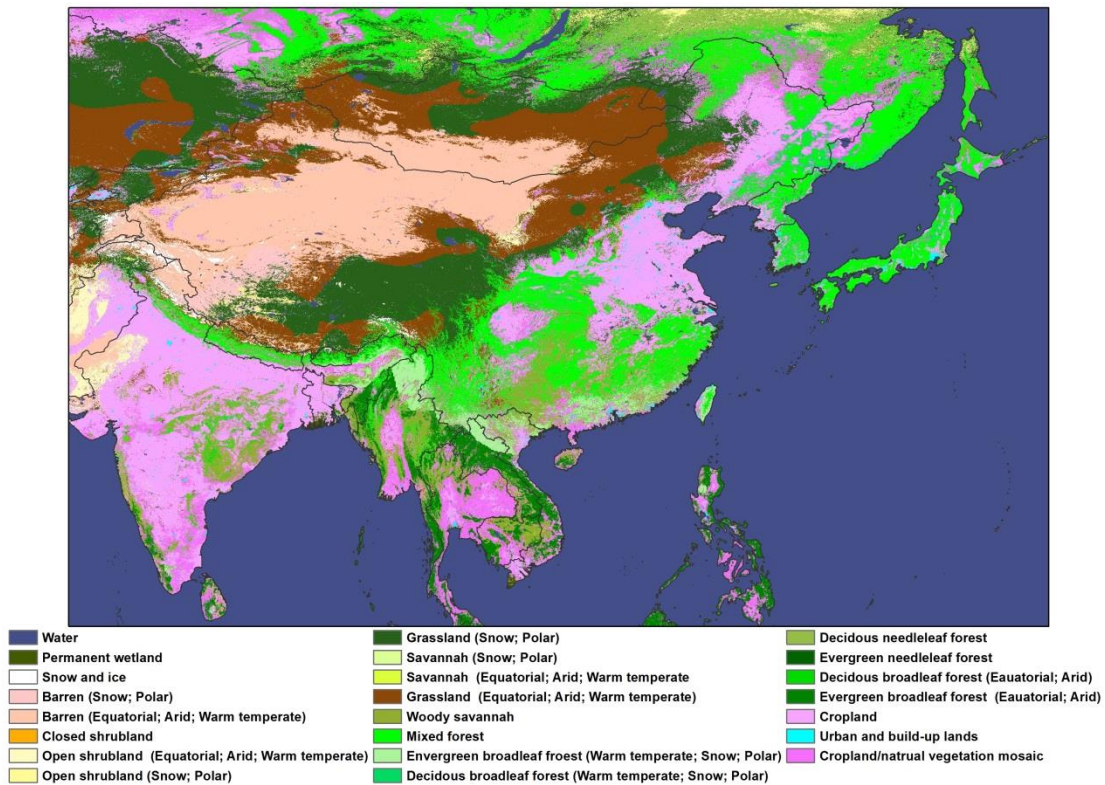 Water
Permanent wetland
Snow and ice
Barren (Snow; Polar)
Barren (Equatorial; Arid; Warm temperate)
Closed shrubland
Open shrubland (Equatorial; Arid; Warm temperate)
Open shrubland (Snow; Polar)
Grassland (Snow; Polar)
Savannah (Snow; Polar)
Savannah (Equatorial; Arid; Warm temperate
Grassland (Equatorial; Arid; Warm temperate)
Woody savannah
Mixed forest
Envergreen broadleaf froest (Warm temperate; Snow; Polar)
Decidous broadleaf forest (Warm temperate; Snow; Polar)
Decidous needleleaf forest
Evergreen needleleaf forest
Decidous broadleaf forest (Eauatorial; Arid)
Evergreen broadleaf forest (Eauatorial; Arid)
Cropland
Urban and build-up lands
Cropland/natrual vegetation mosaic